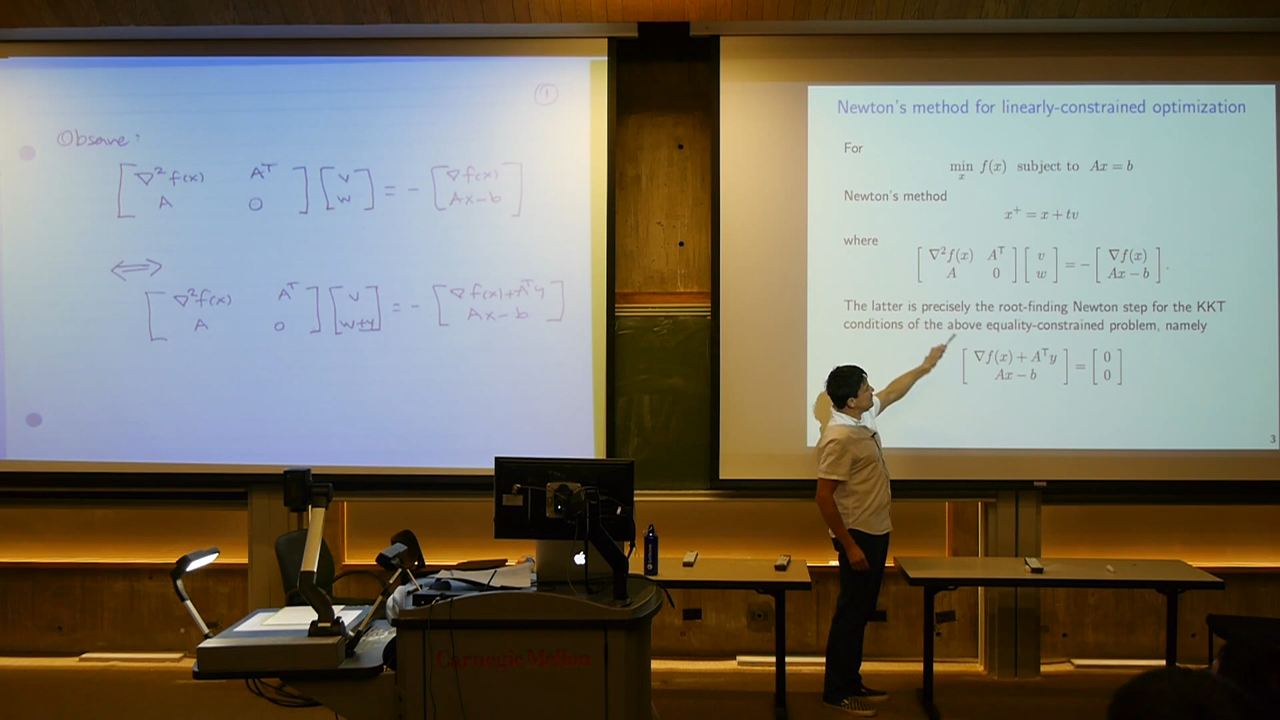 ①
Observe:
[ ∇²f(x) Aᵀ ] [ v ] = - [ ∇f(x) ]
[ A 0 ] [ w ] [ Ax-b ]
⟺
[ ∇²f(x) Aᵀ ] [ v ] = - [ ∇f(x)+Aᵀy ]
[ A 0 ] [ w+y ] [ Ax-b ]
Newton's method for linearly-constrained optimization
For
min f(x) subject to Ax = b
x
Newton's method
x⁺ = x + tv
where
[ ∇²f(x) Aᵀ ] [ v ] = - [ ∇f(x) ]
[ A 0 ] [ w ] [ Ax − b ] .
The latter is precisely the root-finding Newton step for the KKT
conditions of the above equality-constrained problem, namely
[ ∇f(x) + Aᵀy ] = [ 0 ]
[ Ax − b ] [ 0 ]
3
Carnegie Mellon